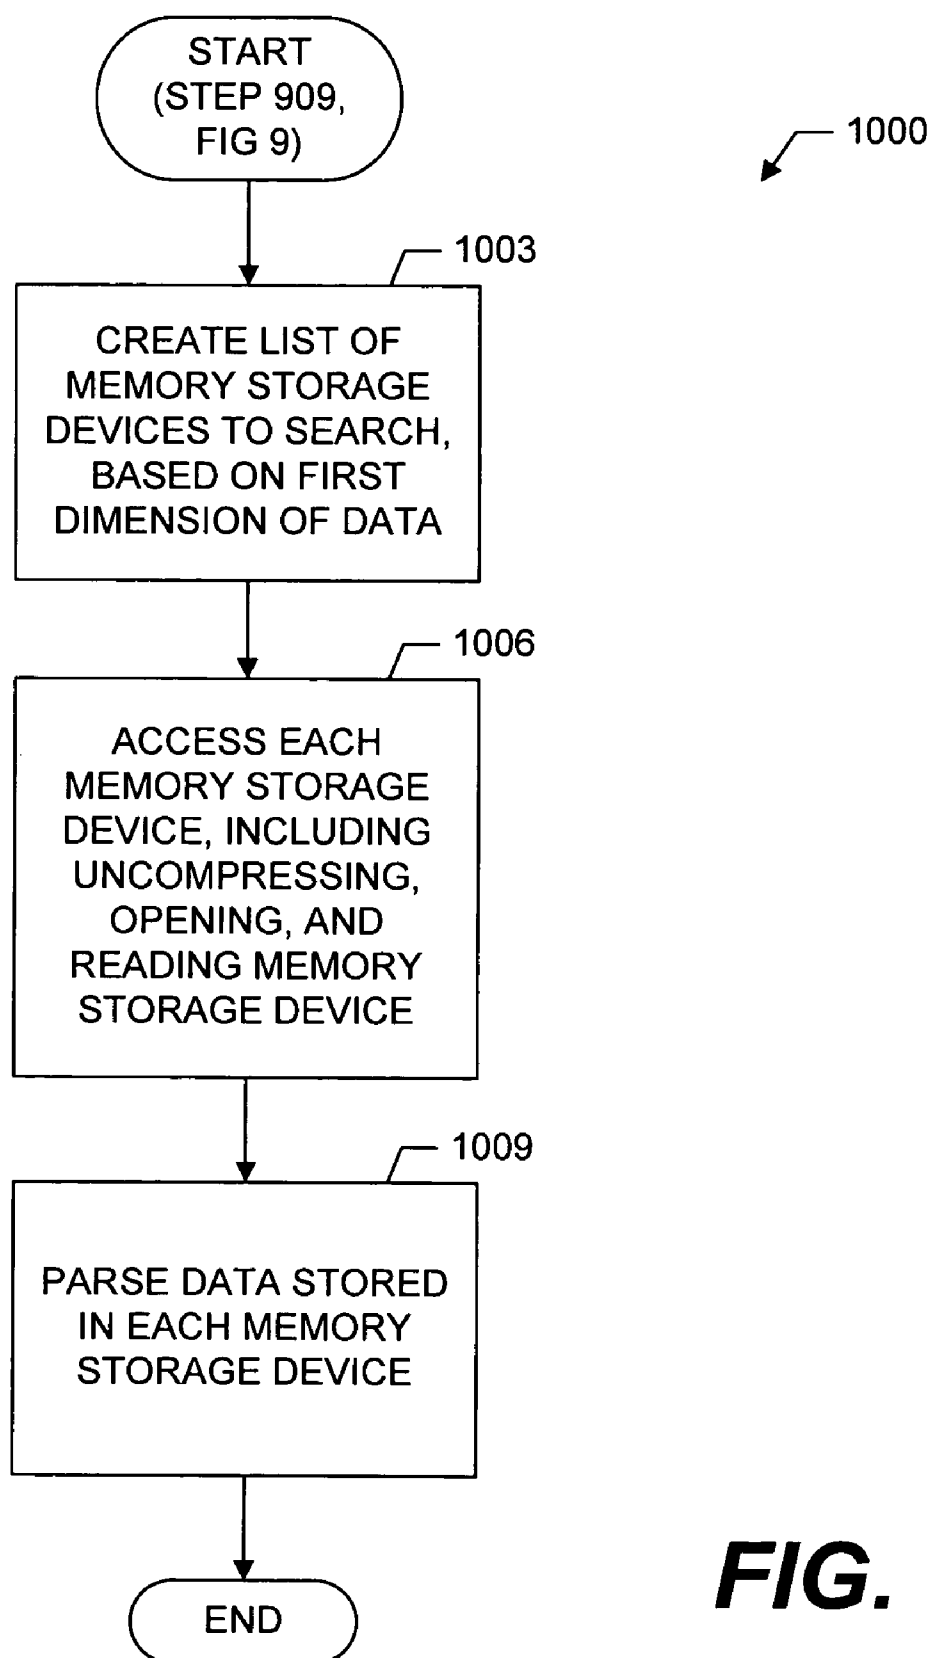 START
(STEP 909,
FIG 9)
1000
1003
CREATE LIST OF
MEMORY STORAGE
DEVICES TO SEARCH,
BASED ON FIRST
DIMENSION OF DATA
1006
ACCESS EACH
MEMORY STORAGE
DEVICE, INCLUDING
UNCOMPRESSING,
OPENING, AND
READING MEMORY
STORAGE DEVICE
1009
PARSE DATA STORED
IN EACH MEMORY
STORAGE DEVICE
END
FIG.